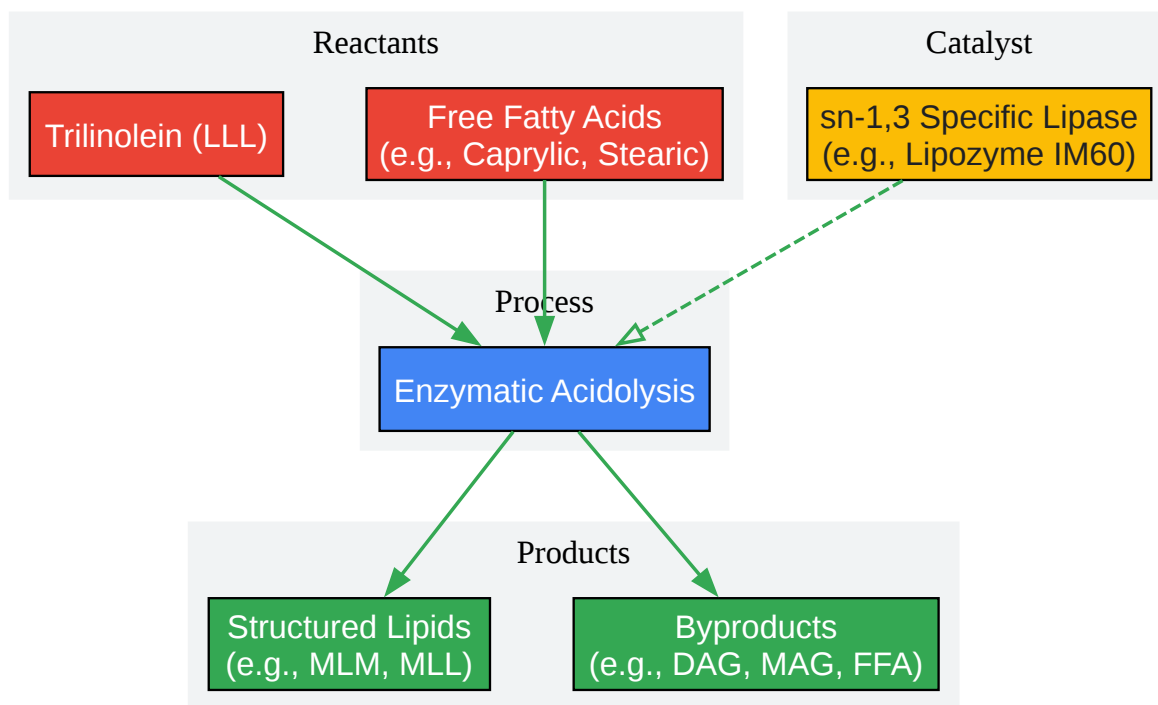 Reactants
Catalyst
Trilinolein (LLL)
Free Fatty Acids
(e.g., Caprylic, Stearic)
sn-1,3 Specific Lipase
(e.g., Lipozyme IM60)
Process
Enzymatic Acidolysis
Products
Structured Lipids
(e.g., MLM, MLL)
Byproducts
(e.g., DAG, MAG, FFA)